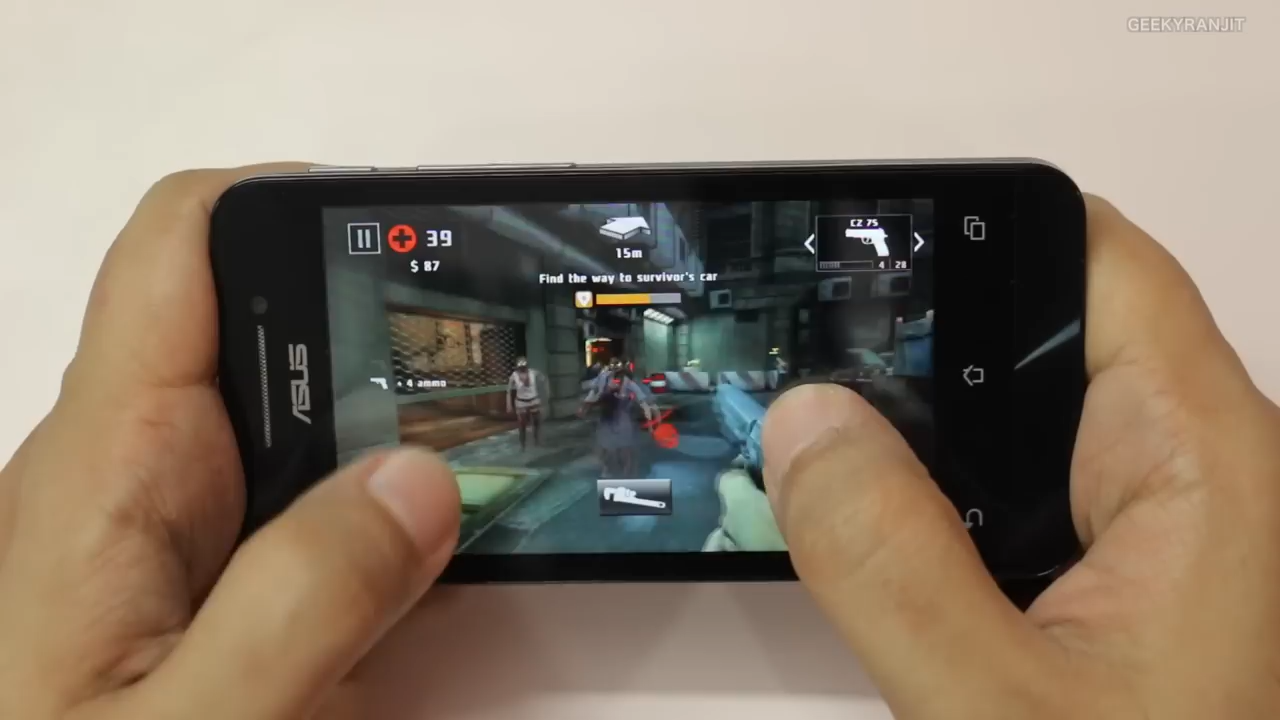 GEEKYRANJIT
ASUS
39
$ 87
15m
Find the way to survivor's car
CZ 75
4 28
+ 4 ammo